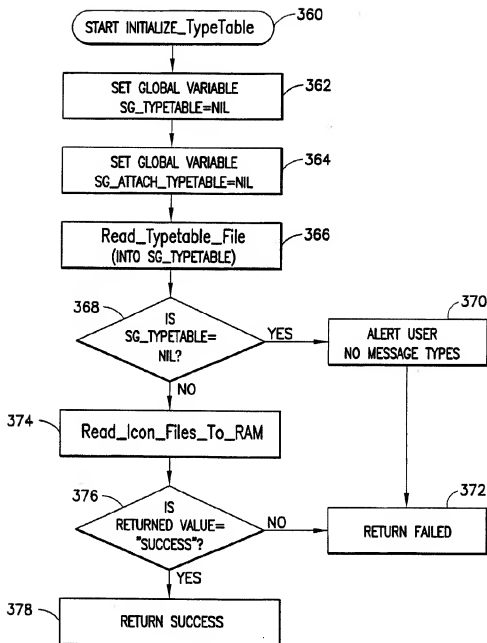 START INITIALIZE_TypeTable
360
SET GLOBAL VARIABLE
SG_TYPETABLE=NIL
362
SET GLOBAL VARIABLE
SG_ATTACH_TYPETABLE=NIL
364
Read_Typetable_File
(INTO SG_TYPETABLE)
366
368
IS
SG_TYPETABLE=
NIL?
YES
370
ALERT USER
NO MESSAGE TYPES
NO
374
Read_Icon_Files_To_RAM
376
IS
RETURNED VALUE=
"SUCCESS"?
NO
372
RETURN FAILED
YES
378
RETURN SUCCESS